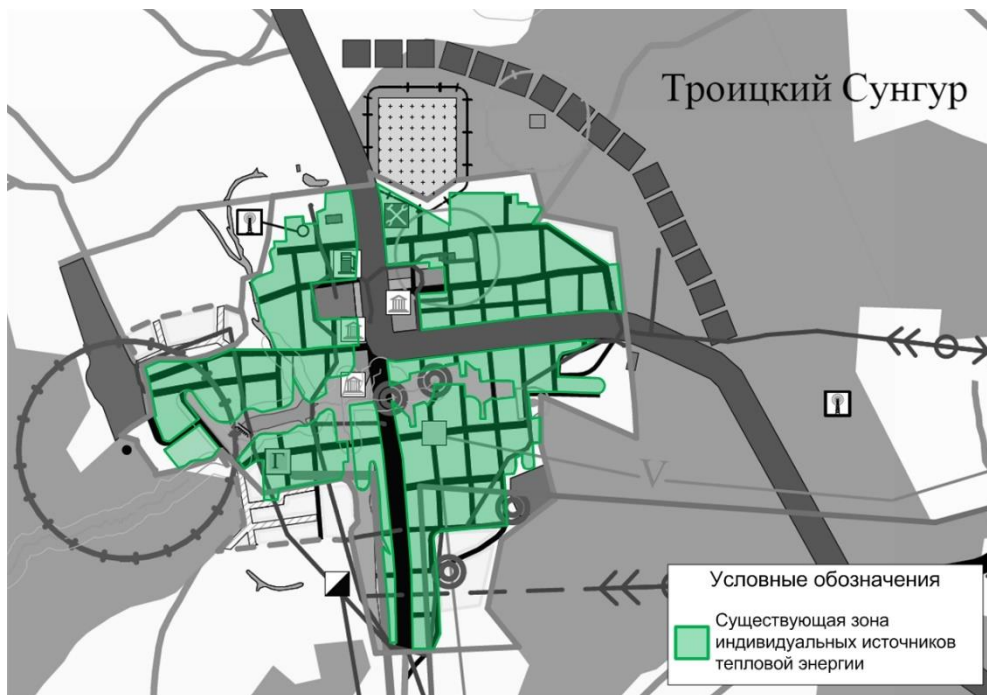 Троицкий Сунгур
Г
V
Условные обозначения
Существующая зона
индивидуальных источников
тепловой энергии